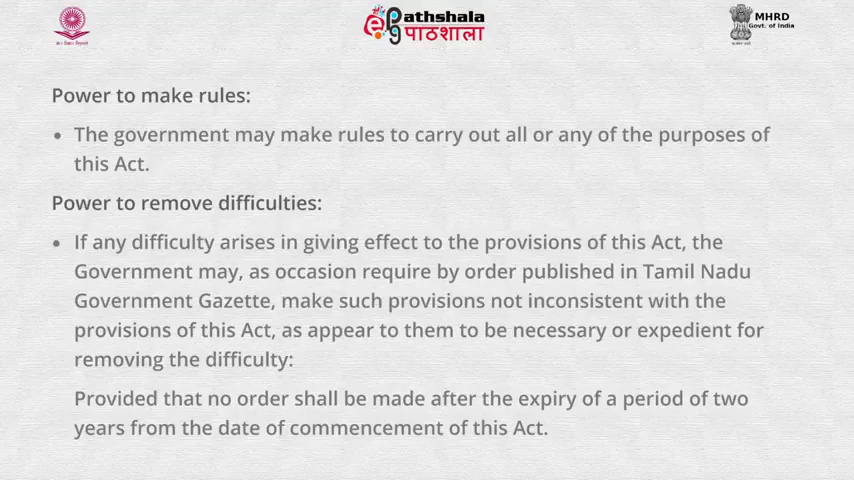 ePathshala
पाठशाला
MHRD
Govt. of India
Power to make rules:
• The government may make rules to carry out all or any of the purposes of
this Act.
Power to remove difficulties:
• If any difficulty arises in giving effect to the provisions of this Act, the
Government may, as occasion require by order published in Tamil Nadu
Government Gazette, make such provisions not inconsistent with the
provisions of this Act, as appear to them to be necessary or expedient for
removing the difficulty:
Provided that no order shall be made after the expiry of a period of two
years from the date of commencement of this Act.